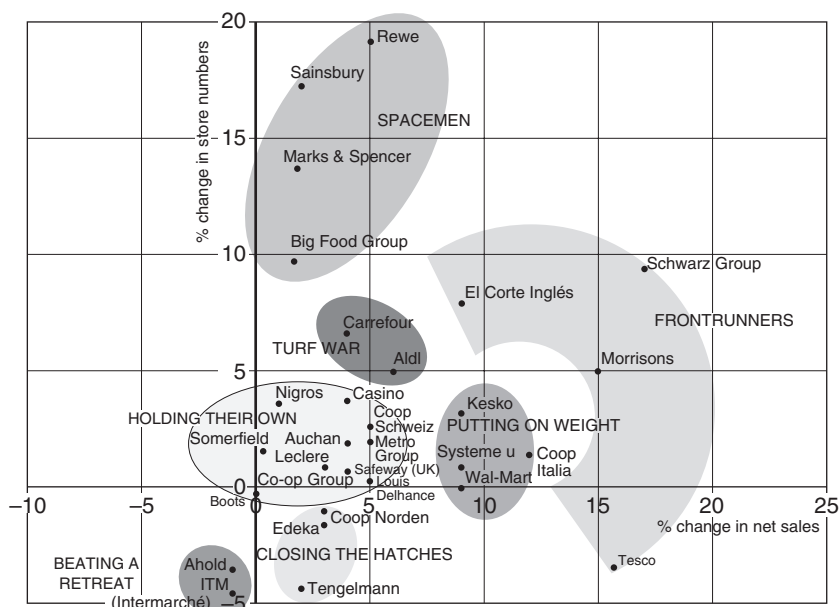 20
Rewe
Sainsbury
SPACEMEN
% change in store numbers
15
Marks & Spencer
Big Food Group
10
Schwarz Group
El Corte Inglés
FRONTRUNNERS
Carrefour
TURF WAR
Aldl
Morrisons
5
Nigros
Casino
Kesko
HOLDING THEIR OWN
Coop
Schweiz
PUTTING ON WEIGHT
Somerfield
Auchan
Metro
Group
Systeme u
Coop
Italia
Leclere
Safeway (UK)
Wal-Mart
Co-op Group
Louis
Delhance
–10
–5
0
0
5
10
15
20
25
Boots
% change in net sales
Coop Norden
Edeka
CLOSING THE HATCHES
BEATING A
RETREAT
Ahold
ITM
(Intermarché)
Tesco
Tengelmann
–5